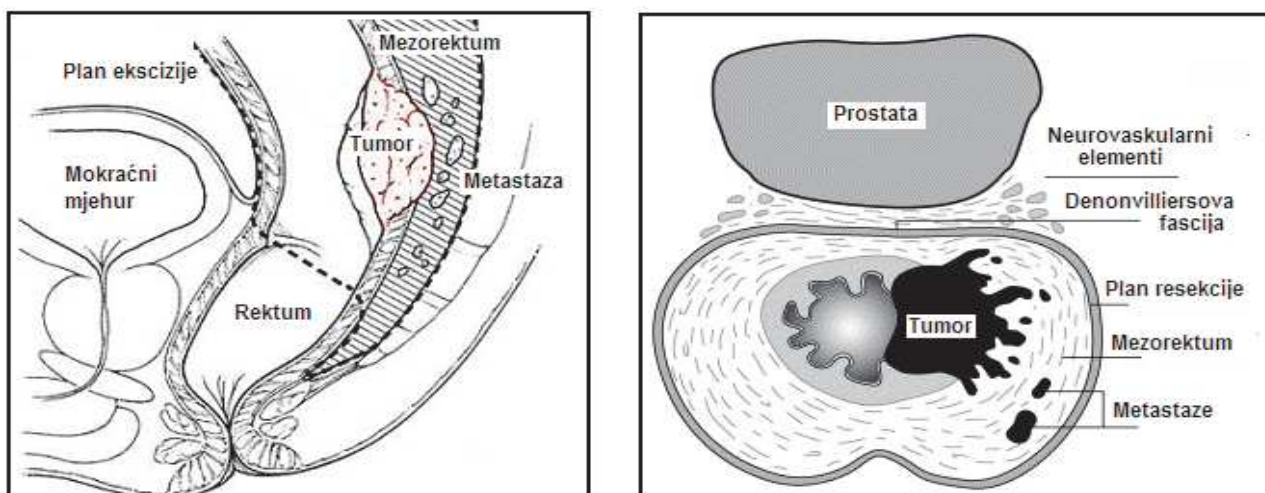 Mezorektum
Plan ekscizije
Tumor
Mokraćni
mjehur
Metastaza
Rektum
Prostata
Neurovaskularni
elementi
Denonvilliersova
fascija
Plan resekcije
Tumor
Mezorektum
Metastaze